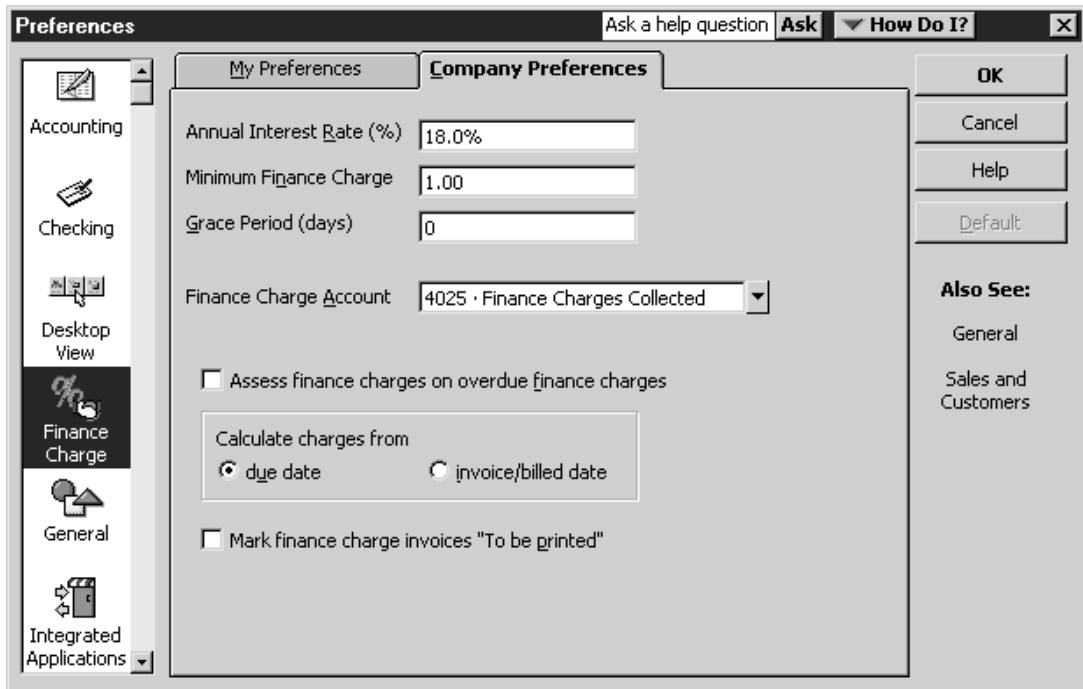 Preferences
Ask a help question Ask How Do I?
Accounting
Checking
Desktop
View
Finance
Charge
General
Integrated
Applications
My Preferences
Company Preferences
Annual Interest Rate (%) 18.0%
Minimum Finance Charge 1.00
Grace Period (days) 0
Finance Charge Account 4025 · Finance Charges Collected
Assess finance charges on overdue finance charges
Calculate charges from
due date invoice/billed date
Mark finance charge invoices "To be printed"
OK
Cancel
Help
Default
Also See:
General
Sales and
Customers